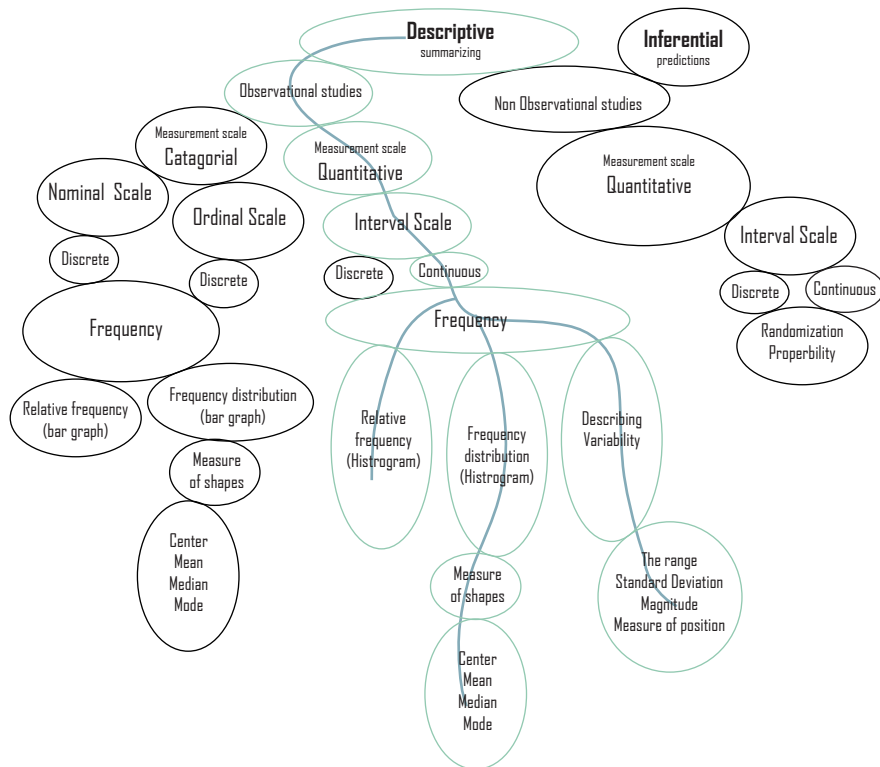 Descriptive
summarizing
Inferential
predictions
Observational studies
Non Observational studies
Measurement scale
Catagorial
Measurement scale
Quantitative
Measurement scale
Quantitative
Nominal Scale
Ordinal Scale
Interval Scale
Interval Scale
Discrete
Discrete
Discrete
Continuous
Discrete
Continuous
Frequency
Frequency
Randomization
Properbility
Relative frequency
(bar graph)
Frequency distribution
(bar graph)
Relative
frequency
(Histrogram)
Frequency
distribution
(Histrogram)
Describing
Variability
Measure
of shapes
Center
Mean
Median
Mode
Measure
of shapes
Center
Mean
Median
Mode
The range
Standard Deviation
Magnitude
Measure of position